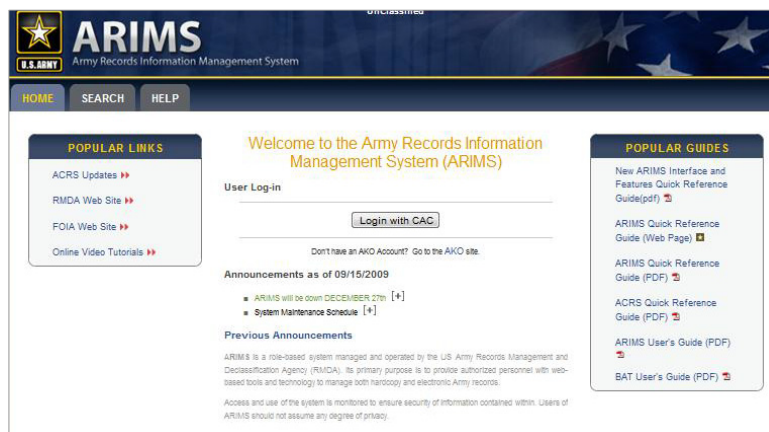 Unclassified
ARIMS
U.S.ARMY
Army Records Information Management System
HOME
SEARCH
HELP
POPULAR LINKS
ACRS Updates
RMDA Web Site
FOIA Web Site
Online Video Tutorials
Welcome to the Army Records Information
Management System (ARIMS)
User Log-in
Login with CAC
Don't have an AKO Account? Go to the AKO site.
Announcements as of 09/15/2009
ARIMS will be down DECEMBER 27th [+]
System Maintenance Schedule [+]
Previous Announcements
ARIMS is a role-based system managed and operated by the US Army Records Management and
Declassification Agency (RMDA). Its primary purpose is to provide authorized personnel with web-
based tools and technology to manage both hardcopy and electronic Army records.
Access and use of the system is monitored to ensure security of information contained within. Users of
ARIMS should not assume any degree of privacy.
POPULAR GUIDES
New ARIMS Interface and
Features Quick Reference
Guide(pdf)
ARIMS Quick Reference
Guide (Web Page)
ARIMS Quick Reference
Guide (PDF)
ACRS Quick Reference
Guide (PDF)
ARIMS User's Guide (PDF)
BAT User's Guide (PDF)